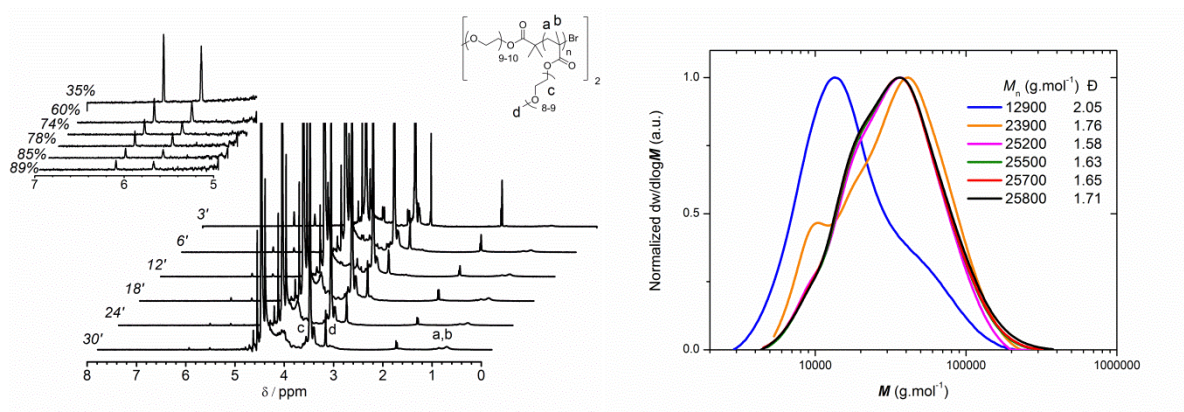 35%
60%
74%
78%
85%
89%
7 6 5
a b
O
O
O
Br
9-10
n
O
O
2
c
d
O
8-9
3'
6'
12'
18'
24'
30'
c d a,b
8 7 6 5 4 3 2 1 0
δ / ppm
Normalized dw/dlogM (a.u.)
1.0
0.5
0.0
Mn (g.mol-1) Đ
12900 2.05
23900 1.76
25200 1.58
25500 1.63
25700 1.65
25800 1.71
10000 100000 1000000
M (g.mol-1)